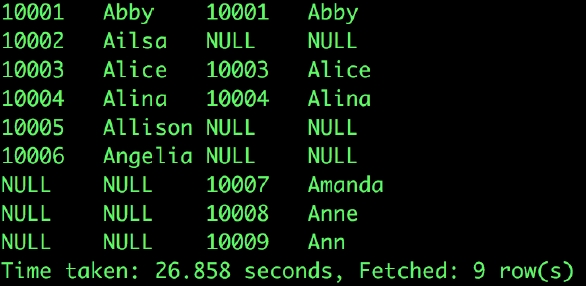 10001 Abby 10001 Abby
10002 Ailsa NULL NULL
10003 Alice 10003 Alice
10004 Alina 10004 Alina
10005 Allison NULL NULL
10006 Angelia NULL NULL
NULL NULL 10007 Amanda
NULL NULL 10008 Anne
NULL NULL 10009 Ann
Time taken: 26.858 seconds, Fetched: 9 row(s)